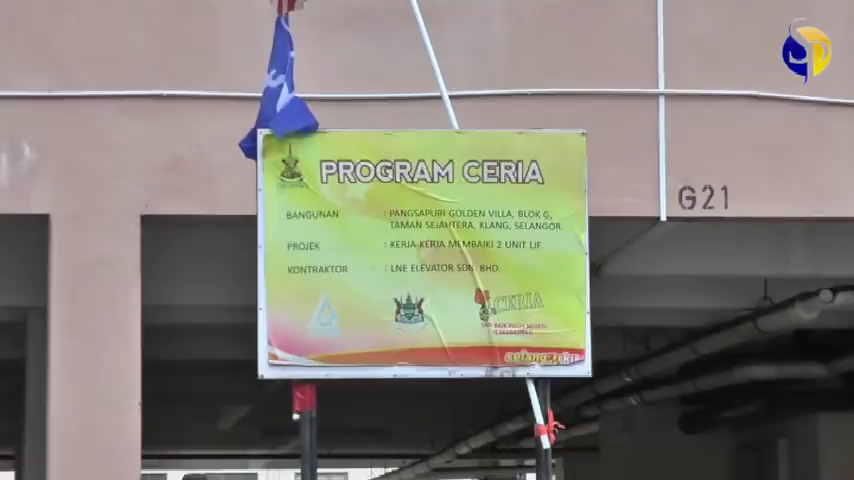 PROGRAM CERIA
G21
BANGUNAN : PANGSAPURI GOLDEN VILLA, BLOK G,
TAMAN SEJAHTERA, KLANG, SELANGOR.
PROJEK : KERJA-KERJA MEMBAIKI 2 UNIT LIF.
KONTRAKTOR : LNE ELEVATOR SDN. BHD.
CERIA